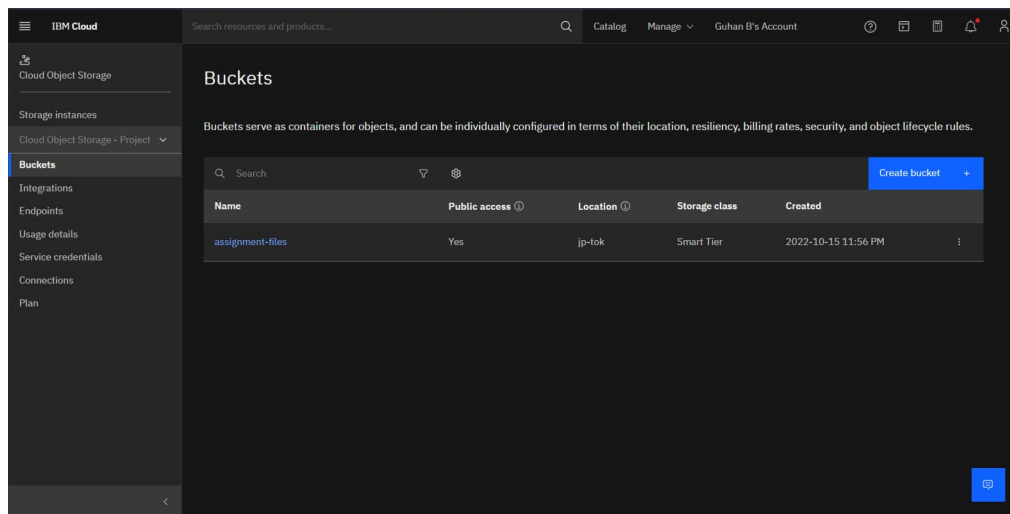 IBM Cloud
Search resources and products...
Catalog
Manage
Guhan B's Account
Cloud Object Storage
Storage instances
Cloud Object Storage - Project
Buckets
Integrations
Endpoints
Usage details
Service credentials
Connections
Plan
Buckets
Buckets serve as containers for objects, and can be individually configured in terms of their location, resiliency, billing rates, security, and object lifecycle rules.
Search
Create bucket +
Name Public access Location Storage class Created
assignment-files Yes jp-tok Smart Tier 2022-10-15 11:56 PM